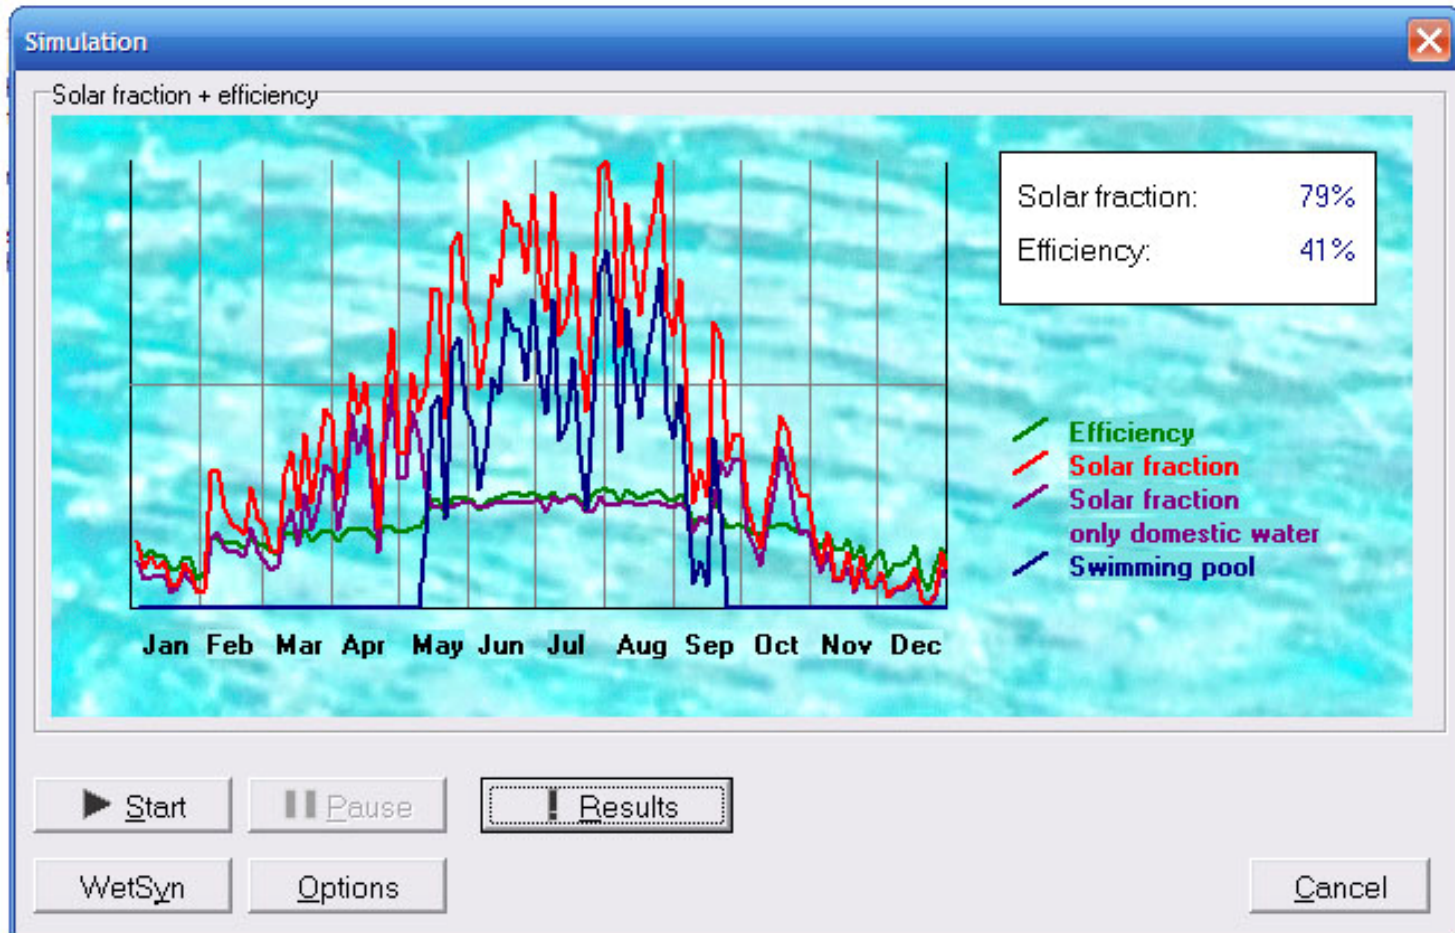 Simulation
Solar fraction + efficiency
Solar fraction: 79%
Efficiency: 41%
Efficiency
Solar fraction
Solar fraction
only domestic water
Swimming pool
Jan Feb Mar Apr May Jun Jul Aug Sep Oct Nov Dec
Start Pause Results
WetSyn Options Cancel